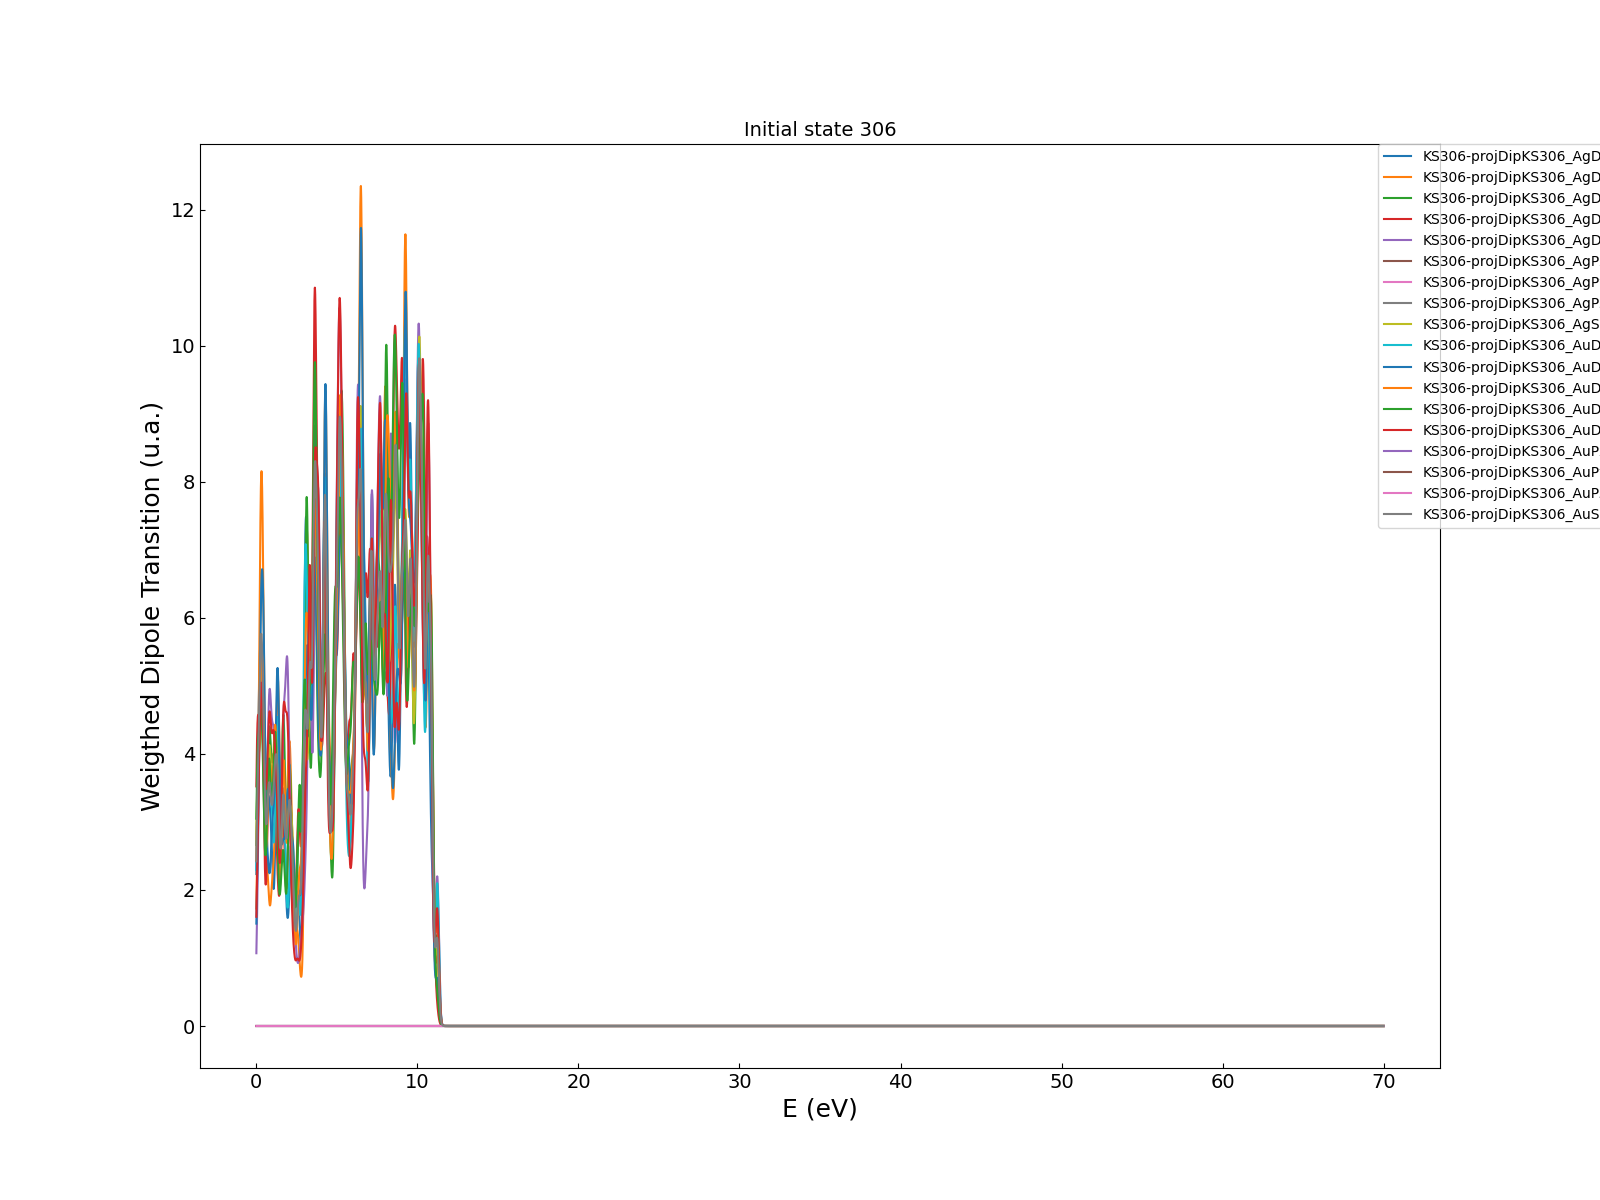 Initial state 306
Weigthed Dipole Transition (u.a.)
12
10
8
6
4
2
0
0 10 20 30 40 50 60 70
E (eV)
KS306-projDipKS306_AgD
KS306-projDipKS306_AgD
KS306-projDipKS306_AgD
KS306-projDipKS306_AgD
KS306-projDipKS306_AgD
KS306-projDipKS306_AgP
KS306-projDipKS306_AgP
KS306-projDipKS306_AgP
KS306-projDipKS306_AgS
KS306-projDipKS306_AuD
KS306-projDipKS306_AuD
KS306-projDipKS306_AuD
KS306-projDipKS306_AuD
KS306-projDipKS306_AuD
KS306-projDipKS306_AuP
KS306-projDipKS306_AuP
KS306-projDipKS306_AuP
KS306-projDipKS306_AuS